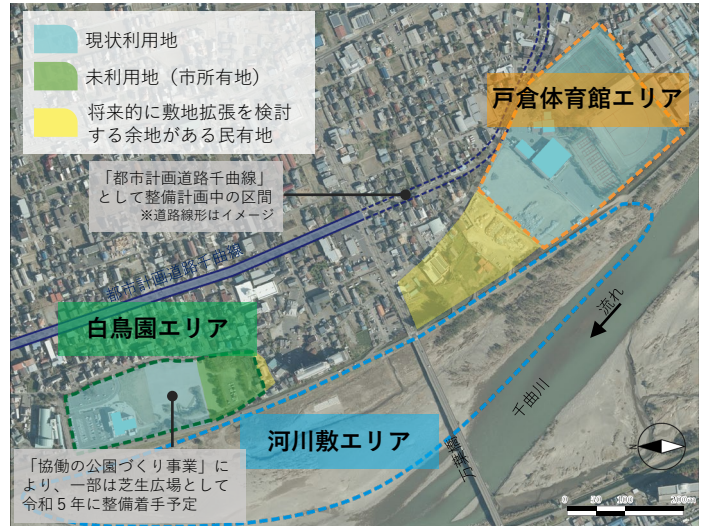 現状利用地
未利用地（市所有地）
将来的に敷地拡張を検討
する余地がある民有地
戸倉体育館エリア
「都市計画道路千曲線」
として整備計画中の区間
※道路線形はイメージ
都市計画道路千曲線
流れ
白鳥園エリア
千曲川
河川敷エリア
万葉橋
「協働の公園づくり事業」に
より、一部は芝生広場として
令和５年に整備着手予定
0 50 100 200m